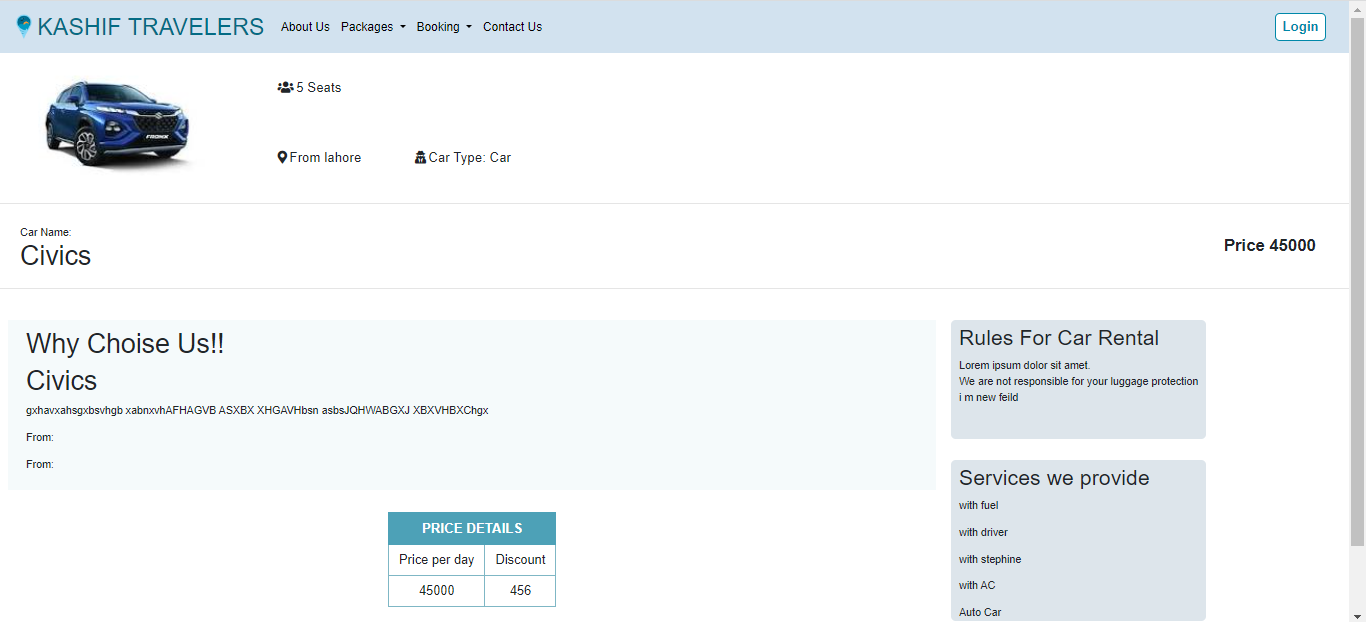 KASHIF TRAVELERS About Us Packages Booking Contact Us Login
FRONX
5 Seats
From lahore Car Type: Car
Car Name:
Civics
Price 45000
Why Choise Us!!
Civics
gxhavxahsgxbsvhgb xabnxvhAFHAGVB ASXBX XHGAVHbsn asbsJQHWABGXJ XBXVHBXChgx
From:
From:
PRICE DETAILS
Price per day Discount
45000 456
Rules For Car Rental
Lorem ipsum dolor sit amet.
We are not responsible for your luggage protection
i m new feild
Services we provide
with fuel
with driver
with stephine
with AC
Auto Car